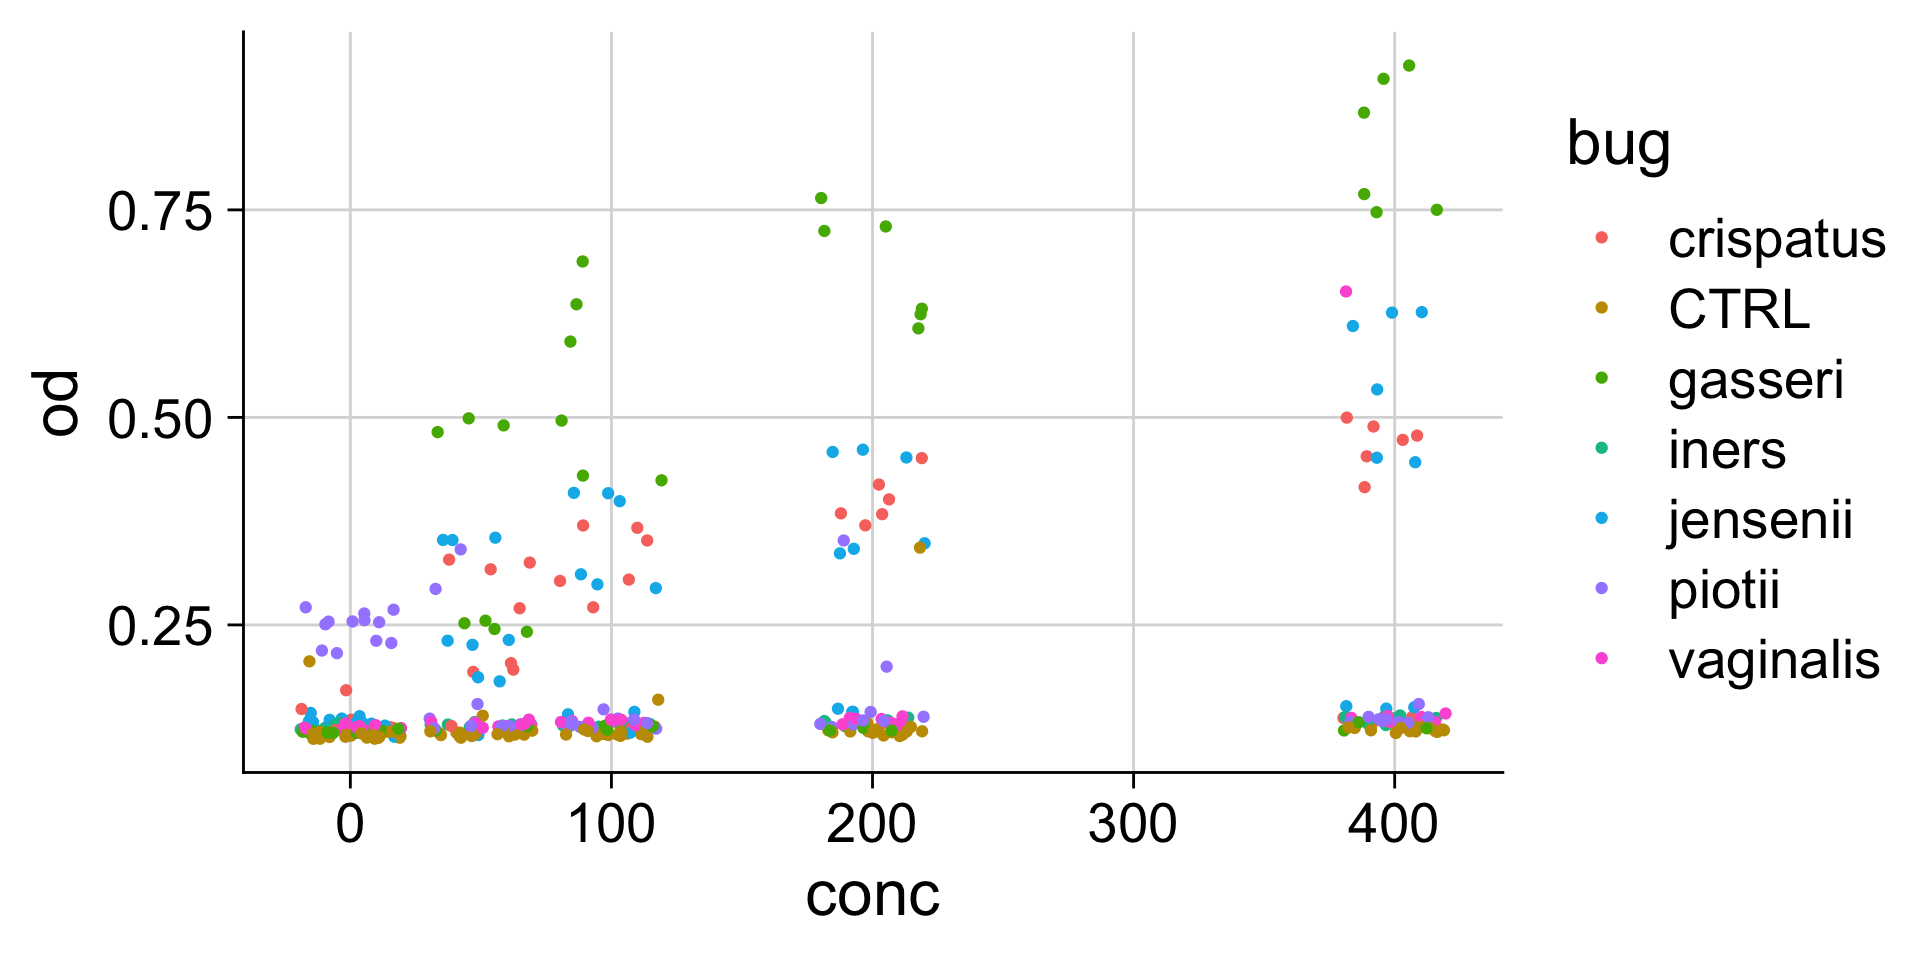 od
0.75
0.50
0.25
0 100 200 300 400
conc
bug
crispatus
CTRL
gasseri
iners
jensenii
piotii
vaginalis